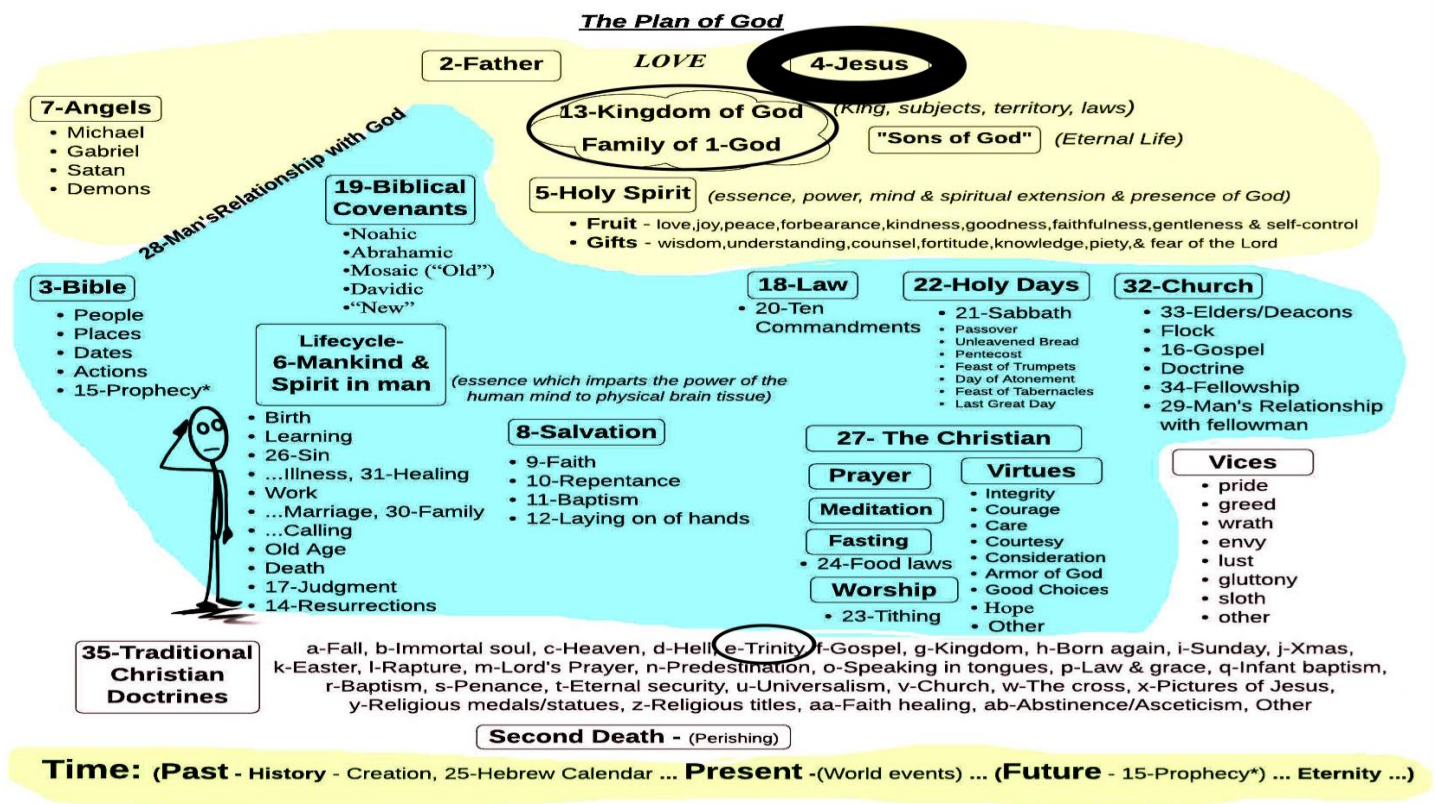 The Plan of God
2-Father
LOVE
4-Jesus
7-Angels
• Michael
• Gabriel
• Satan
• Demons
28-Man'sRelationship with God
13-Kingdom of God
Family of 1-God
(King, subjects, territory, laws)
"Sons of God" (Eternal Life)
19-Biblical
Covenants
•Noahic
•Abrahamic
•Mosaic (“Old”)
•Davidic
•“New”
5-Holy Spirit (essence, power, mind & spiritual extension & presence of God)
• Fruit - love,joy,peace,forbearance,kindness,goodness,faithfulness,gentleness & self-control
• Gifts - wisdom,understanding,counsel,fortitude,knowledge,piety,& fear of the Lord
3-Bible
• People
• Places
• Dates
• Actions
• 15-Prophecy*
Lifecycle-
6-Mankind &
Spirit in man
(essence which imparts the power of the
human mind to physical brain tissue)
• Birth
• Learning
• 26-Sin
• ...Illness, 31-Healing
• Work
• ...Marriage, 30-Family
• ...Calling
• Old Age
• Death
• 17-Judgment
• 14-Resurrections
8-Salvation
• 9-Faith
• 10-Repentance
• 11-Baptism
• 12-Laying on of hands
18-Law
• 20-Ten
Commandments
22-Holy Days
• 21-Sabbath
• Passover
• Unleavened Bread
• Pentecost
• Feast of Trumpets
• Day of Atonement
• Feast of Tabernacles
• Last Great Day
32-Church
• 33-Elders/Deacons
• Flock
• 16-Gospel
• Doctrine
• 34-Fellowship
• 29-Man's Relationship
with fellowman
27- The Christian
Prayer
Meditation
Fasting
• 24-Food laws
Worship
• 23-Tithing
Virtues
• Integrity
• Courage
• Care
• Courtesy
• Consideration
• Armor of God
• Good Choices
• Hope
• Other
Vices
• pride
• greed
• wrath
• envy
• lust
• gluttony
• sloth
• other
35-Traditional
Christian
Doctrines
a-Fall, b-Immortal soul, c-Heaven, d-Hell, e-Trinity, f-Gospel, g-Kingdom, h-Born again, i-Sunday, j-Xmas,
k-Easter, l-Rapture, m-Lord's Prayer, n-Predestination, o-Speaking in tongues, p-Law & grace, q-Infant baptism,
r-Baptism, s-Penance, t-Eternal security, u-Universalism, v-Church, w-The cross, x-Pictures of Jesus,
y-Religious medals/statues, z-Religious titles, aa-Faith healing, ab-Abstinence/Asceticism, Other
Second Death - (Perishing)
Time: (Past - History - Creation, 25-Hebrew Calendar ... Present -(World events) ... (Future - 15-Prophecy*) ... Eternity ...)